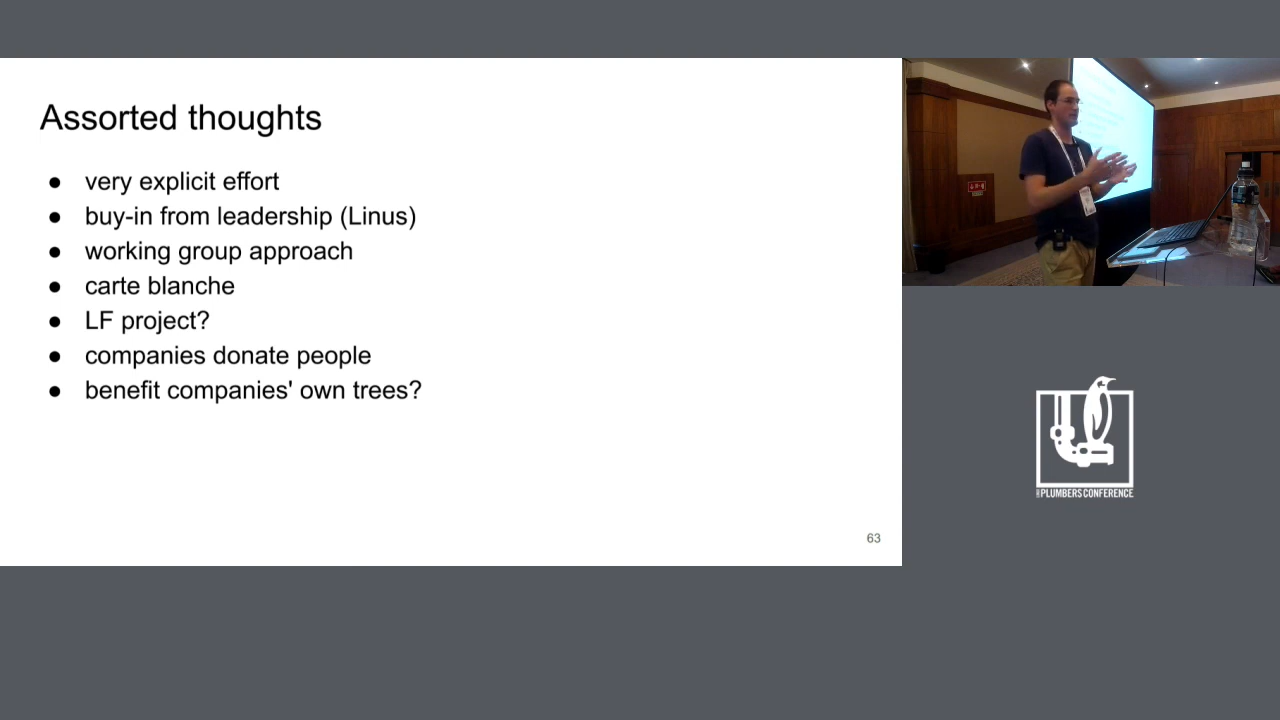 Assorted thoughts
● very explicit effort
● buy-in from leadership (Linus)
● working group approach
● carte blanche
● LF project?
● companies donate people
● benefit companies' own trees?
63
PLUMBERS CONFERENCE